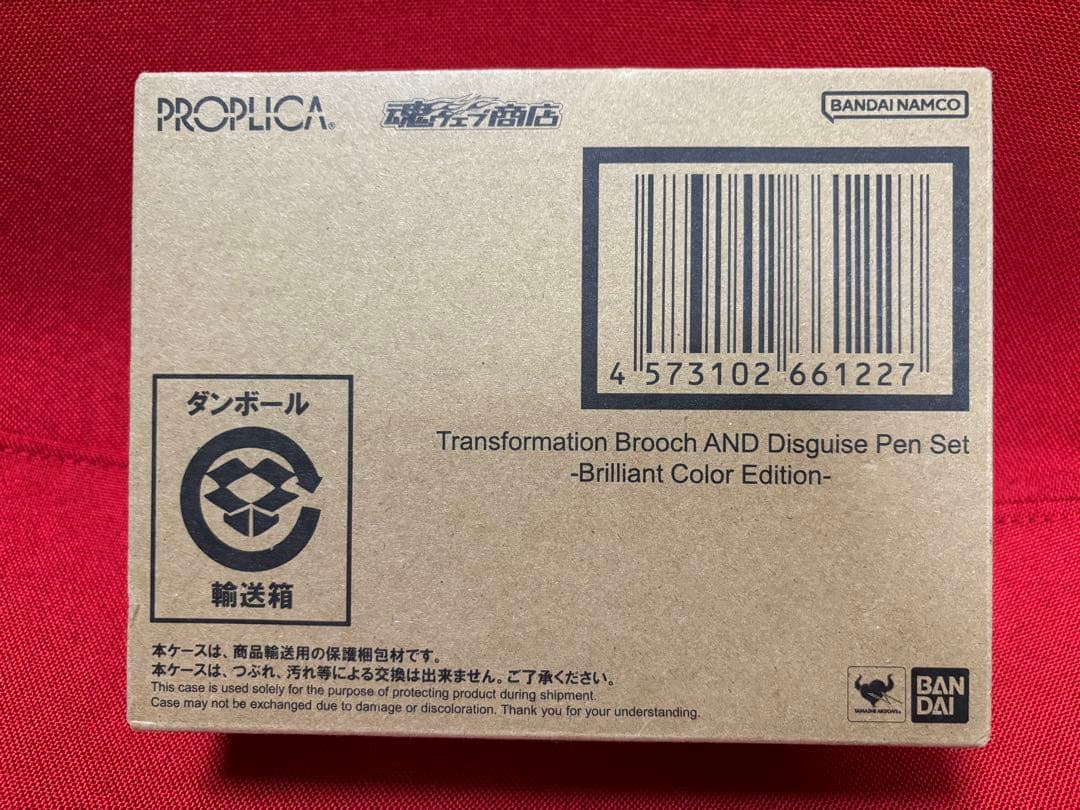 PROPLICA®
魂ウェブ商店
BANDAI NAMCO
4 573102 661227
Transformation Brooch AND Disguise Pen Set
-Brilliant Color Edition-
ダンボール
輸送箱
本ケースは、商品輸送用の保護梱包材です。
本ケースは、つぶれ、汚れ等による交換は出来ません。ご了承ください。
This case is used solely for the purpose of protecting product during shipment.
Case may not be exchanged due to damage or discoloration. Thank you for your understanding.
TAMASHII NATIONS
BAN
DAI